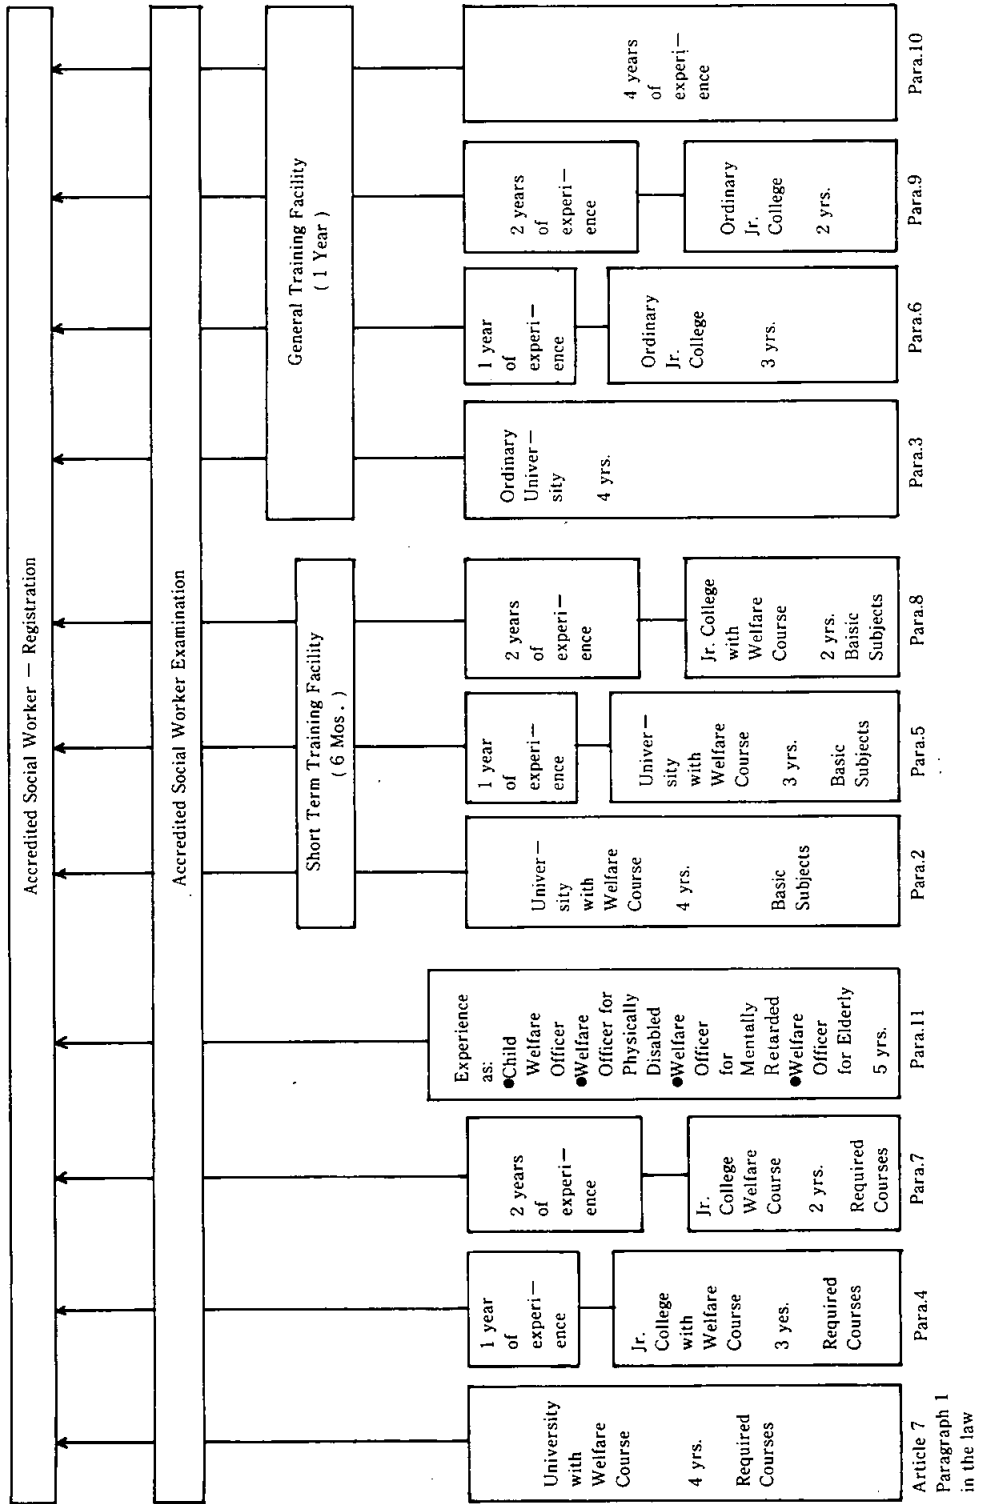 Accredited Social Worker — Registration
Accredited Social Worker Examination
Short Term Training Facility
( 6 Mos. )
General Training Facility
( 1 Year )
University
with
Welfare
Course
4 yrs.
Required
Courses
Article 7
Paragraph 1
in the law
1 year
of
experi—
ence
Jr.
College
with
Welfare
Course
3 yes.
Required
Courses
Para.4
2 years
of
experi—
ence
Jr.
College
Welfare
Course
2 yrs.
Required
Courses
Para.7
Experience
as:
●Child
Welfare
Officer
●Welfare
Officer for
Physically
Disabled
●Welfare
Officer
for
Mentally
Retarded
●Welfare
Officer
for Elderly
5 yrs.
Para.11
Univer—
sity
with
Welfare
Course
4 yrs.
Basic
Subjects
Para.2
1 year
of
experi—
ence
Univer—
sity
with
Welfare
Course
3 yrs.
Basic
Subjects
Para.5
2 years
of
experi—
ence
Jr. College
with
Welfare
Course
2 yrs.
Baisic
Subjects
Para.8
Ordinary
Univer—
sity
4 yrs.
Para.3
1 year
of
experi—
ence
Ordinary
Jr.
College
3 yrs.
Para.6
2 years
of
experi—
ence
Ordinary
Jr.
College
2 yrs.
Para.9
4 years
of
experi—
ence
Para.10